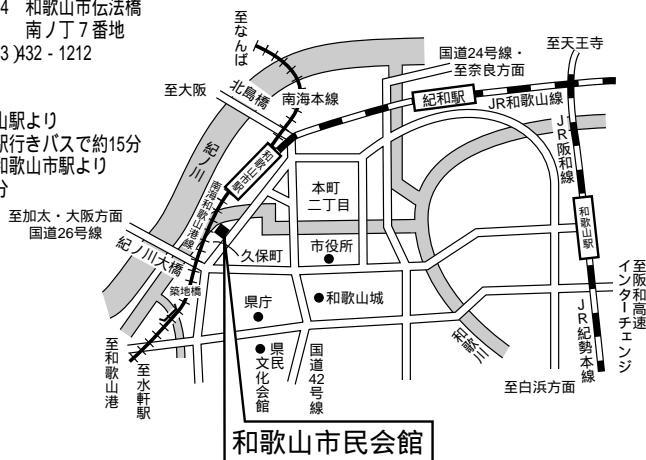 4 和歌山市伝法橋
南ノ丁7番地
3)432-1212
山駅より
駅行きバスで約15分
和歌山市駅より
分
至なんば
国道24号線・
至奈良方面
至天王寺
至大阪
北島橋
南海本線
紀和駅
JR和歌山線
紀ノ川
和歌山市駅
JR阪和線
本町
二丁目
南海和歌山港線
和歌山駅
至加太・大阪方面
国道26号線
紀ノ川大橋
久保町
市役所
築地橋
県庁
和歌山城
至阪和高速
インターチェンジ
和歌川
JR紀勢本線
至和歌山港
至水軒駅
県民
文化会館
国道42号線
至白浜方面
和歌山市民会館